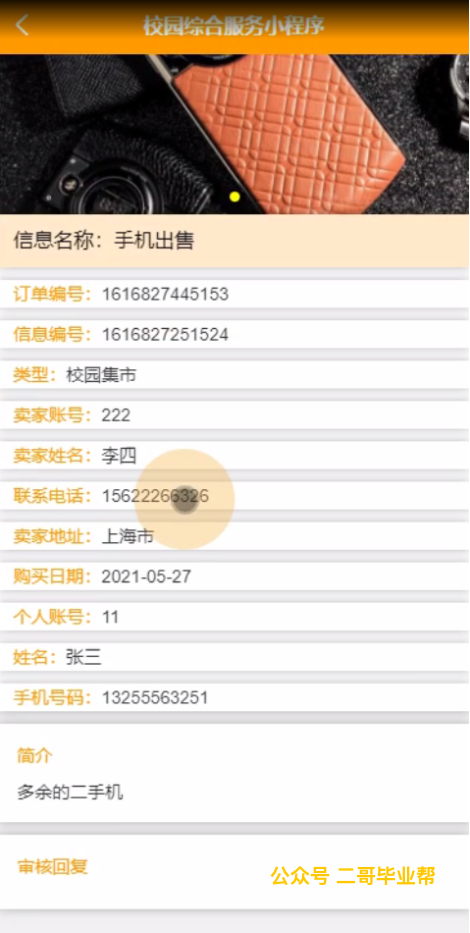 校园综合服务小程序
信息名称：手机出售
订单编号：1616827445153
信息编号：1616827251524
类型：校园集市
卖家账号：222
卖家姓名：李四
联系电话：15622266326
卖家地址：上海市
购买日期：2021-05-27
个人账号：11
姓名：张三
手机号码：13255563251
简介
多余的二手机
审核回复
公众号 二哥毕业帮